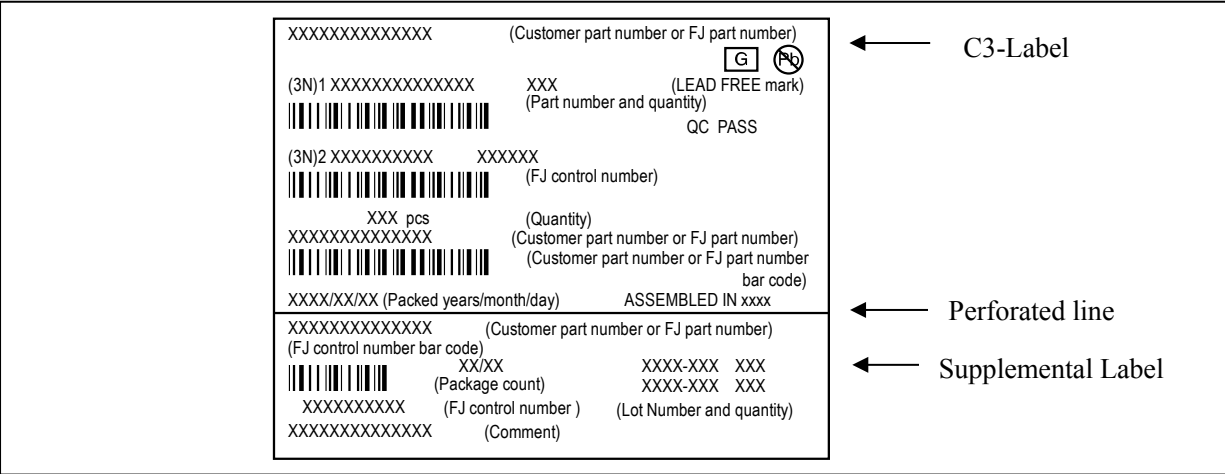 XXXXXXXXXXXXXX (Customer part number or FJ part number)
C3-Label
G Pb
(3N)1 XXXXXXXXXXXXXX XXX (LEAD FREE mark)
(Part number and quantity)
QC PASS
(3N)2 XXXXXXXXXX XXXXXX
(FJ control number)
XXX pcs (Quantity)
XXXXXXXXXXXXXX (Customer part number or FJ part number)
(Customer part number or FJ part number
bar code)
XXXX/XX/XX (Packed years/month/day) ASSEMBLED IN xxxx
Perforated line
XXXXXXXXXXXXXX (Customer part number or FJ part number)
(FJ control number bar code)
XX/XX XXXX-XXX XXX
Supplemental Label
(Package count) XXXX-XXX XXX
XXXXXXXXXX (FJ control number ) (Lot Number and quantity)
XXXXXXXXXXXXXX (Comment)